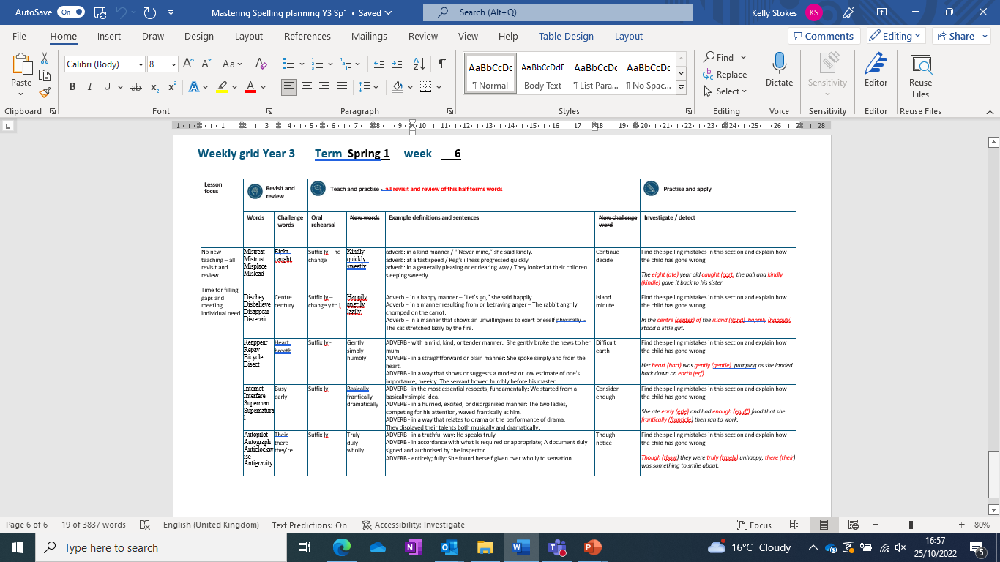 AutoSave On Mastering Spelling planning Y3 Sp1 • Saved Search (Alt+Q) Kelly Stokes KS
File Home Insert Draw Design Layout References Mailings Review View Help Table Design Layout Comments Editing Share
Calibri (Body) 8 Aa
AaBbCcDc AaBbCcDdE AaBbCcDc AaBbCcDc
¶ Normal Body Text ¶ List Para... ¶ No Spac...
Find
Replace
Select
Paste
Dictate
Sensitivity
Editor
Reuse
Files
Clipboard Font Paragraph Styles Editing Voice Sensitivity Editor Reuse Files
1 1 2 3 4 5 6 7 8 9 10 11 12 13 14 15 16 17 18 19 20 21 22 23 24 25 26 27 28
Weekly grid Year 3 Term Spring 1 week 6
Lesson
focus
Revisit and
review
Teach and practise - all revisit and review of this half terms words
Practise and apply
Words
Challenge
words
Oral
rehearsal
New words
Example definitions and sentences
New challenge
word
Investigate / detect
No new
teaching – all
revisit and
review
Time for filling
gaps and
meeting
individual need
Mistreat
Mistrust
Misplace
Mislead
Eight
caught
Suffix ly – no
change
Kindly
quickly
sweetly
adverb: in a kind manner / "‘Never mind,” she said kindly.
adverb: at a fast speed / Reg's illness progressed quickly.
adverb: in a generally pleasing or endearing way / They looked at their children
sleeping sweetly.
Continue
decide
Find the spelling mistakes in this section and explain how
the child has gone wrong.
The eight (ate) year old caught (cort) the ball and kindly
(kindle) gave it back to his sister.
Disobey
Disbelieve
Disappear
Disrepair
Centre
century
Suffix ly –
change y to i
Happily
angrily
lazily
Adverb – in a happy manner – “Let’s go,” she said happily.
Adverb – in a manner resulting from or betraying anger – The rabbit angrily
chomped on the carrot.
Adverb – in a manner that shows an unwillingness to exert oneself physically –
The cat stretched lazily by the fire.
Island
minute
Find the spelling mistakes in this section and explain how
the child has gone wrong.
In the centre (center) of the island (iland) happily (happyly)
stood a little girl.
Reappear
Repay
Bicycle
Bisect
Heart
breath
Suffix ly -
Gently
simply
humbly
ADVERB - with a mild, kind, or tender manner: She gently broke the news to her
mum.
ADVERB - in a straightforward or plain manner: She spoke simply and from the
heart.
ADVERB - in a way that shows or suggests a modest or low estimate of one's
importance; meekly: The servant bowed humbly before his master.
Difficult
earth
Find the spelling mistakes in this section and explain how
the child has gone wrong.
Her heart (hart) was gently (gentle) pumping as she landed
back down on earth (erf).
Internet
Interfere
Superman
Supernatura
l
Busy
early
Suffix ly -
Basically
frantically
dramatically
ADVERB - in the most essential respects; fundamentally: We started from a
basically simple idea.
ADVERB - in a hurried, excited, or disorganized manner: The two ladies,
competing for his attention, waved frantically at him.
ADVERB - in a way that relates to drama or the performance of drama:
They displayed their talents both musically and dramatically.
Consider
enough
Find the spelling mistakes in this section and explain how
the child has gone wrong.
She ate early (erle) and had enough (enuff) food that she
frantically (franticle) then ran to work.
Autopilot
Autograph
Anticlockw
ise
Antigravity
Their
there
they're
Suffix ly -
Truly
duly
wholly
ADVERB - in a truthful way: He speaks truly.
ADVERB - in accordance with what is required or appropriate; A document duly
signed and authorised by the inspector.
ADVERB - entirely; fully: She found herself given over wholly to sensation.
Though
notice
Find the spelling mistakes in this section and explain how
the child has gone wrong.
Though (thow) they were truly (truely) unhappy, there (their)
was something to smile about.
Page 6 of 6 19 of 3837 words English (United Kingdom) Text Predictions: On Accessibility: Investigate Focus 80%
Type here to search 16°C Cloudy 16:57
25/10/2022 5